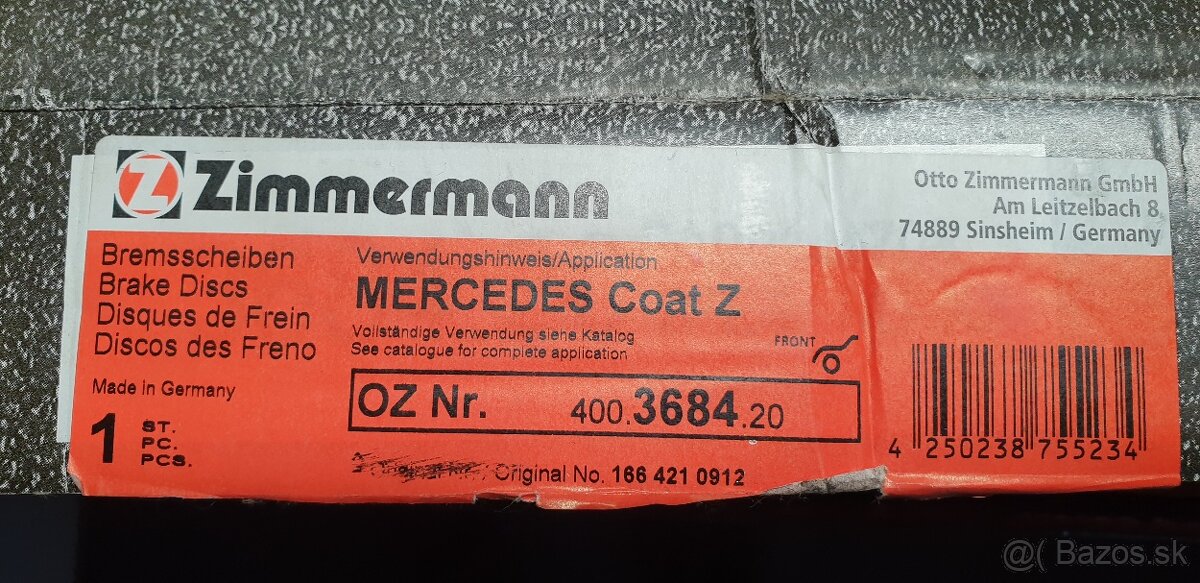 Zimmermann
Otto Zimmermann GmbH
Am Leitzelbach 8
74889 Sinsheim / Germany
Bremsscheiben
Brake Discs
Disques de Frein
Discos des Freno
Made in Germany
1 ST.
PC.
PCS.
Verwendungshinweis/Application
MERCEDES Coat Z
Vollständige Verwendung siehe Katalog
See catalogue for complete application
FRONT
OZ Nr. 400.3684.20
Original No. 166 421 0912
4 250238 755234
@( Bazos.sk